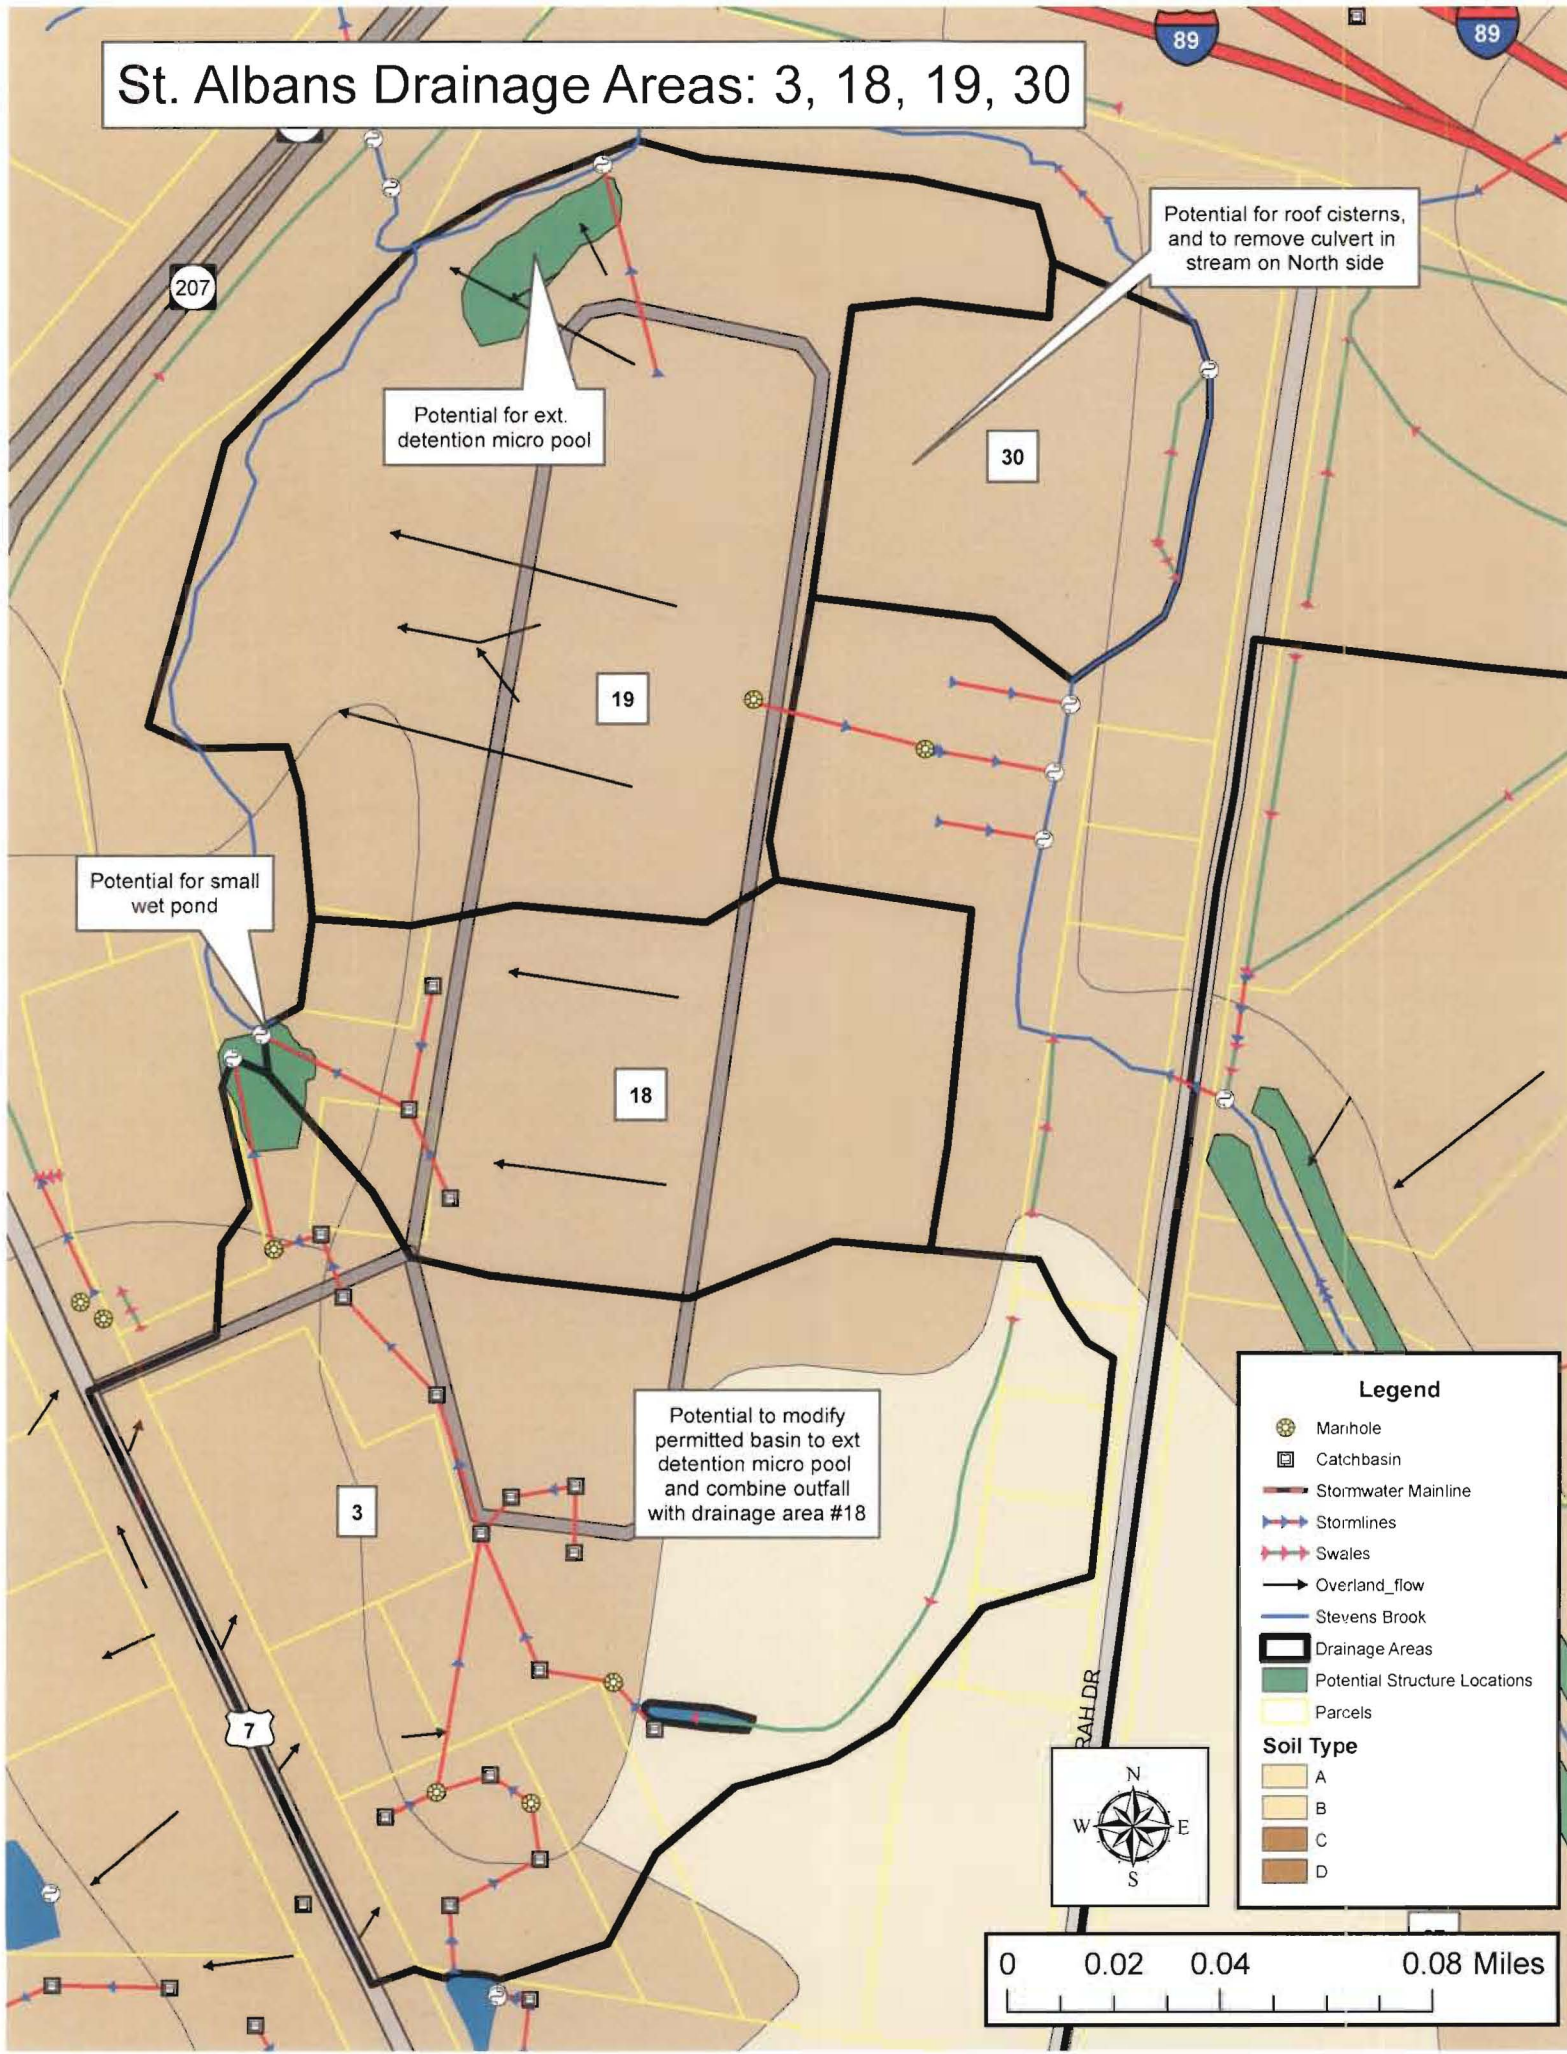 St. Albans Drainage Areas: 3, 18, 19, 30
89
89
207
Potential for roof cisterns,
and to remove culvert in
stream on North side
Potential for ext.
detention micro pool
30
19
Potential for small
wet pond
18
Potential to modify
permitted basin to ext
detention micro pool
and combine outfall
with drainage area #18
3
7
RAH DR
Legend
Manhole
Catchbasin
Stormwater Mainline
Stormlines
Swales
Overland_flow
Stevens Brook
Drainage Areas
Potential Structure Locations
Parcels
Soil Type
A
B
C
D
N
W
E
S
0 0.02 0.04 0.08 Miles